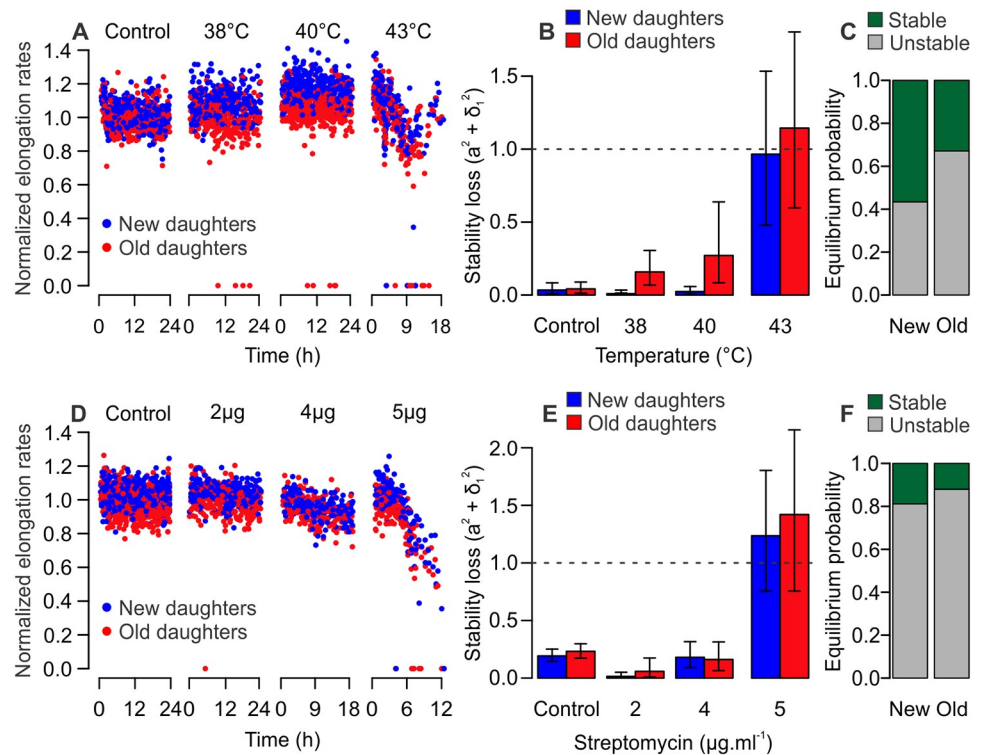 A Control 38°C 40°C 43°C
Normalized elongation rates
1.4
1.2
1.0
0.8
0.6
0.4
0.2
0.0
New daughters
Old daughters
0 12 24 0 12 24 0 12 24 0 9 18
Time (h)
B New daughters
Old daughters
Stability loss (a² + δ₁²)
1.5
1.0
0.5
0.0
Control 38 40 43
Temperature (°C)
C Stable
Unstable
Equilibrium probability
1.0
0.8
0.6
0.4
0.2
0.0
New Old
D Control 2µg 4µg 5µg
Normalized elongation rates
1.4
1.2
1.0
0.8
0.6
0.4
0.2
0.0
New daughters
Old daughters
0 12 24 0 12 24 0 9 18 0 6 12
Time (h)
E New daughters
Old daughters
Stability loss (a² + δ₁²)
2.0
1.5
1.0
0.5
0.0
Control 2 4 5
Streptomycin (µg.ml⁻¹)
F Stable
Unstable
Equilibrium probability
1.0
0.8
0.6
0.4
0.2
0.0
New Old